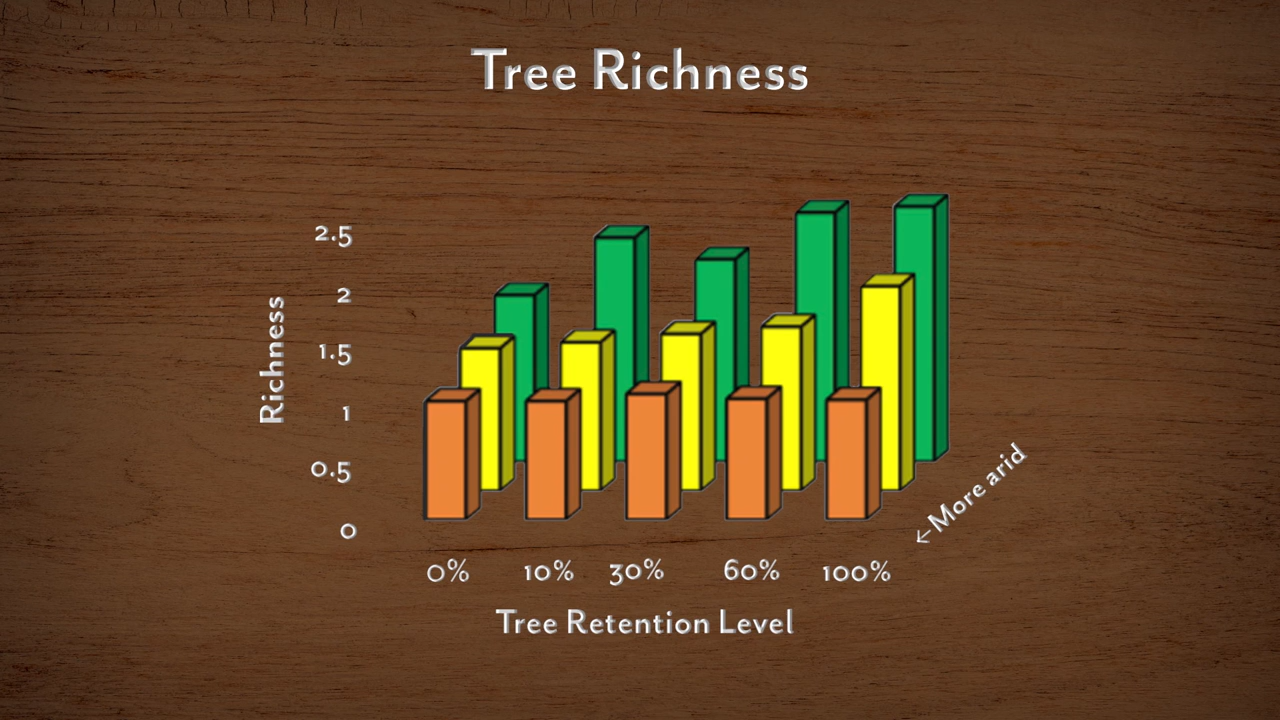 Tree Richness
2.5
2
1.5
1
0.5
0
Richness
←More arid
0%
10%
30%
60%
100%
Tree Retention Level